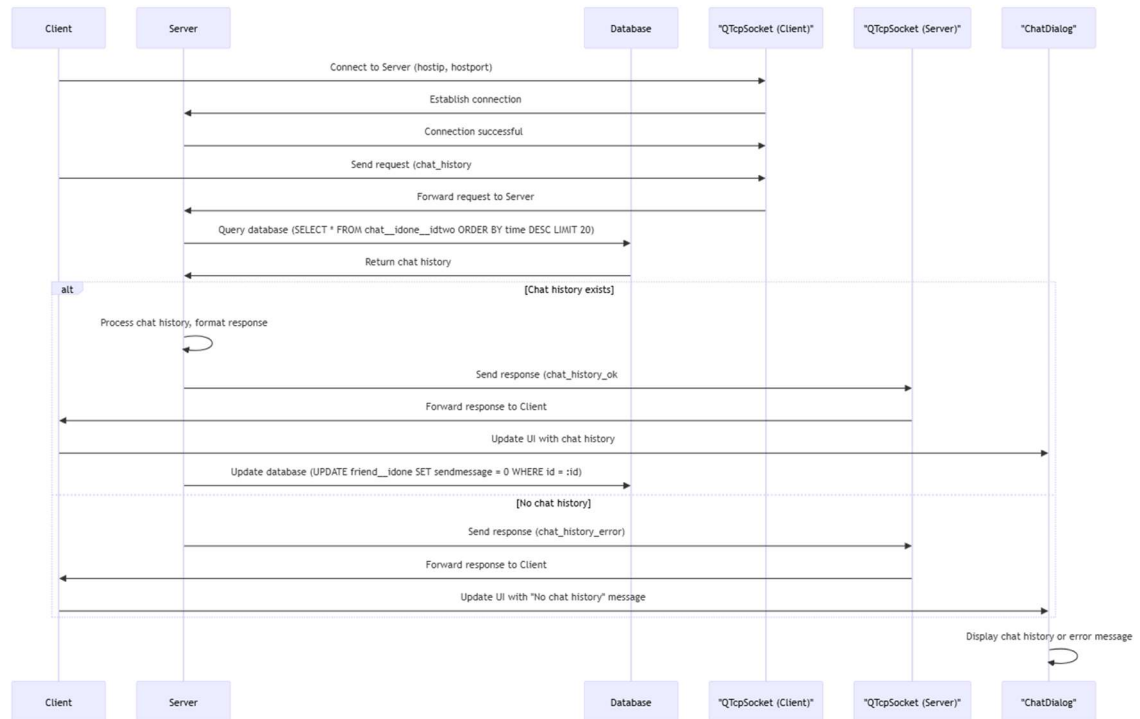 Client
Server
Database
"QTcpSocket (Client)"
"QTcpSocket (Server)"
"ChatDialog"
Connect to Server (hostip, hostport)
Establish connection
Connection successful
Send request (chat_history
Forward request to Server
Query database (SELECT * FROM chat__idone__idtwo ORDER BY time DESC LIMIT 20)
Return chat history
alt
[Chat history exists]
Process chat history, format response
Send response (chat_history_ok
Forward response to Client
Update UI with chat history
Update database (UPDATE friend__idone SET sendmessage = 0 WHERE id = :id)
[No chat history]
Send response (chat_history_error)
Forward response to Client
Update UI with "No chat history" message
Display chat history or error message
Client
Server
Database
"QTcpSocket (Client)"
"QTcpSocket (Server)"
"ChatDialog"